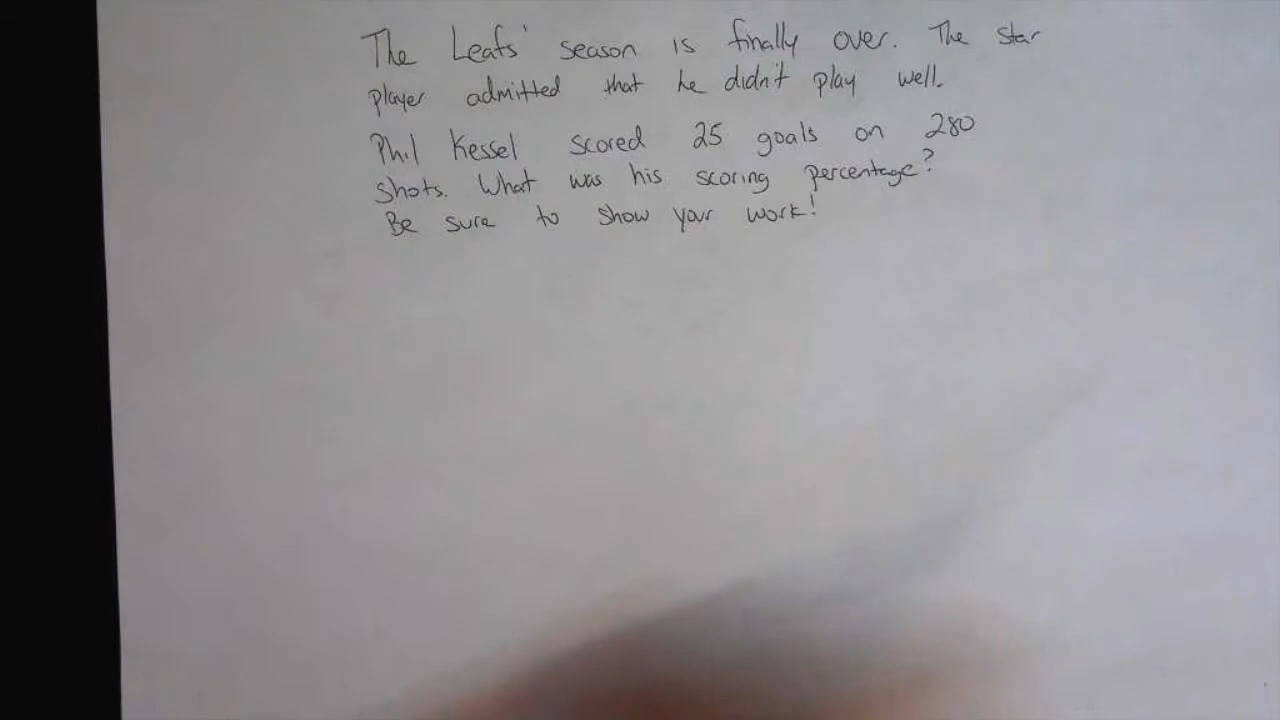 The Leafs' season is finally over. The star
player admitted that he didn't play well.
Phil Kessel scored 25 goals on 280
shots. What was his scoring percentage?
Be sure to show your work!